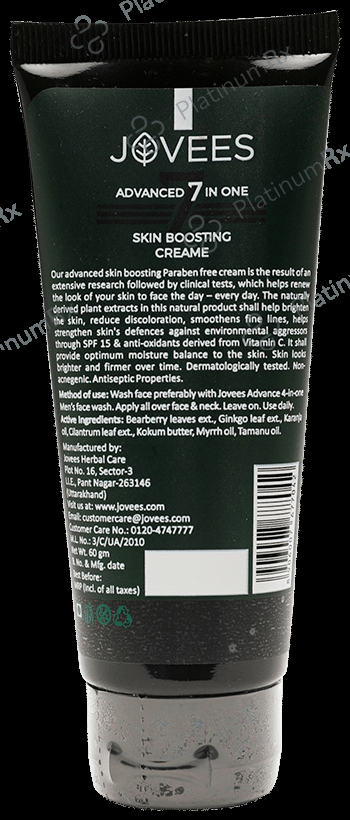 JOVEES
ADVANCED 7 IN ONE
SKIN BOOSTING
CREAME
Our advanced skin boosting Paraben free cream is the result of an
extensive research followed by clinical tests, which helps renew
the look of your skin to face the day – every day. The naturally
derived plant extracts in this natural product shall help brighten
the skin, reduce discoloration, smoothens fine lines, helps
strengthen skin's defences against environmental aggressors
through SPF 15 & anti-oxidants derived from Vitamin C. It shall
provide optimum moisture balance to the skin. Skin looks
brighter and firmer over time. Dermatologically tested. Non-
acnegenic. Antiseptic Properties.
Method of use: Wash face preferably with Jovees Advance 4-in-one
Men's face wash. Apply all over face & neck. Leave on. Use daily.
Active Ingredients: Bearberry leaves ext., Ginkgo leaf ext., Karanja
oil, Cilantrum leaf ext., Kokum butter, Myrrh oil, Tamanu oil.
Manufactured by:
Jovees Herbal Care
Plot No. 16, Sector-3
I.I.E., Pant Nagar-263146
(Uttarakhand)
Visit us at: www.jovees.com
Email: customercare@jovees.com
Customer Care No.: 0120-4747777
M.L. No.: 3/C/UA/2010
Net Wt. 60 gm
B. No. & Mfg. date
Best Before:
MRP (incl. of all taxes)
PlatinumRx
PlatinumRx
PlatinumRx
PlatinumRx